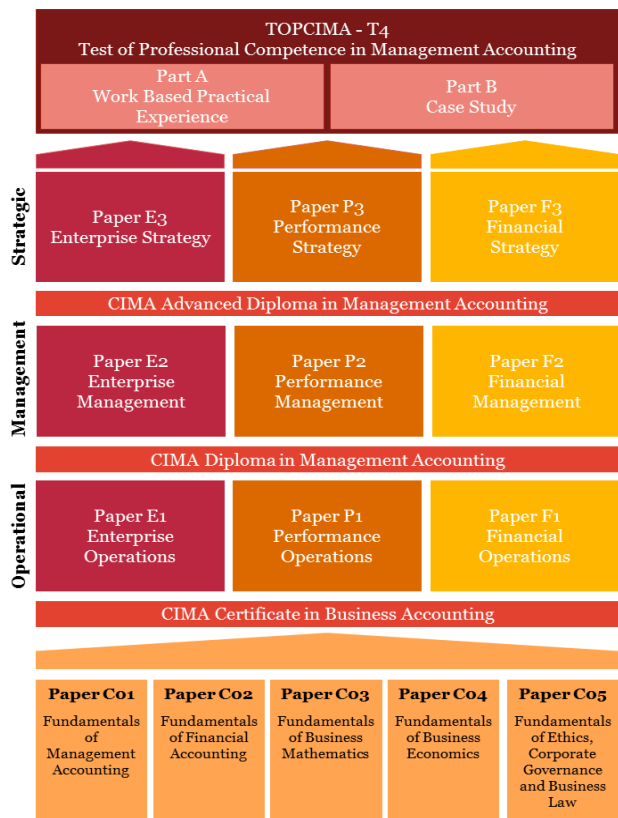 TOPCIMA - T4
Test of Professional Competence in Management Accounting
Part A
Work Based Practical
Experience
Part B
Case Study
Strategic
Paper E3
Enterprise Strategy
Paper P3
Performance
Strategy
Paper F3
Financial
Strategy
CIMA Advanced Diploma in Management Accounting
Management
Paper E2
Enterprise
Management
Paper P2
Performance
Management
Paper F2
Financial
Management
CIMA Diploma in Management Accounting
Operational
Paper E1
Enterprise
Operations
Paper P1
Performance
Operations
Paper F1
Financial
Operations
CIMA Certificate in Business Accounting
Paper C01
Fundamentals
of
Management
Accounting
Paper C02
Fundamentals
of Financial
Accounting
Paper C03
Fundamentals
of Business
Mathematics
Paper C04
Fundamentals
of Business
Economics
Paper C05
Fundamentals
of Ethics,
Corporate
Governance
and Business
Law